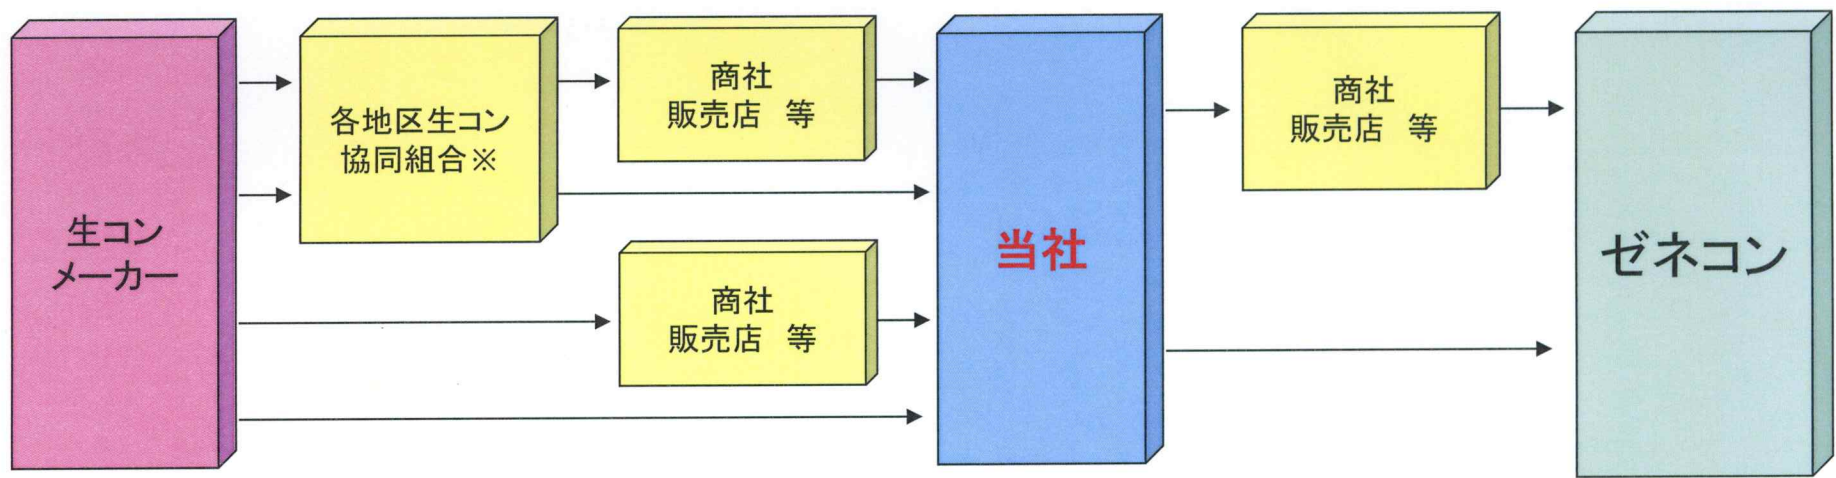 生コン
メーカー
各地区生コン
協同組合※
商社
販売店　等
商社
販売店　等
当社
商社
販売店　等
ゼネコン